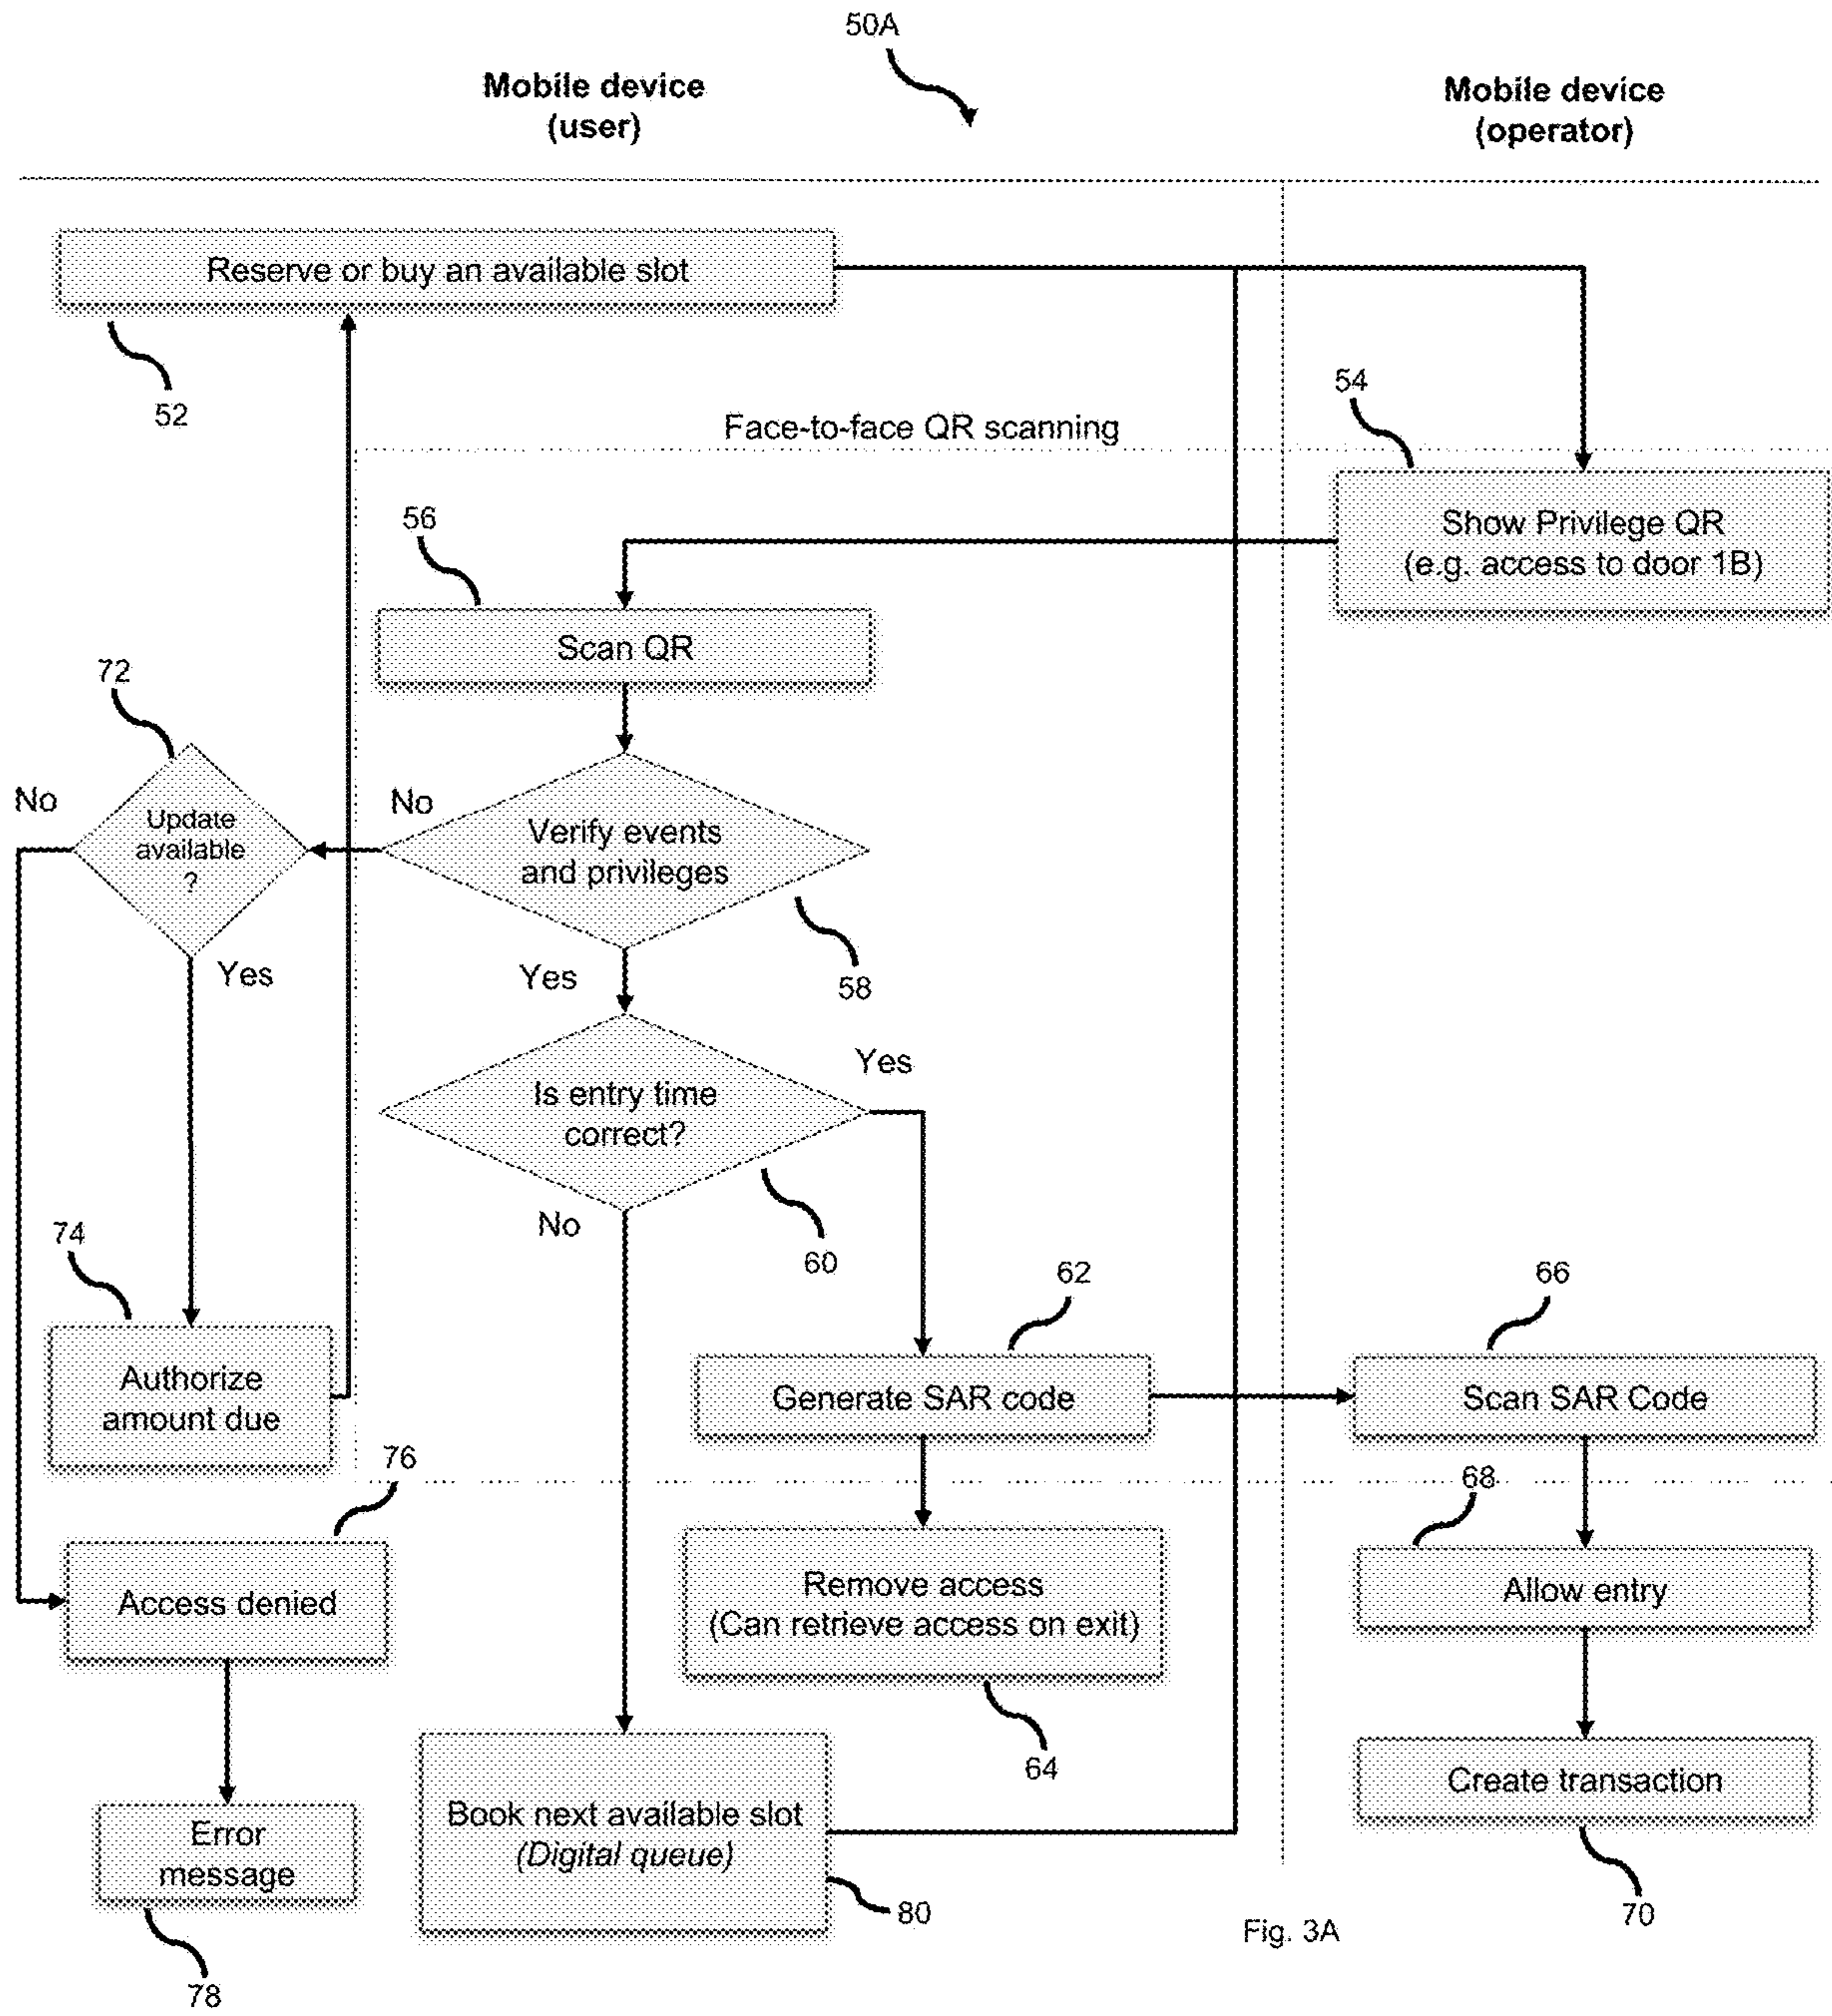 50A
Mobile device
(user)
Mobile device
(operator)
Reserve or buy an available slot
52
54
Face-to-face QR scanning
Show Privilege QR
(e.g. access to door 1B)
56
Scan QR
72
No
Update
available
?
No
Verify events
and privileges
Yes
Yes
58
Is entry time
correct?
Yes
No
60
74
Authorize
amount due
62
Generate SAR code
66
Scan SAR Code
76
68
Access denied
Remove access
(Can retrieve access on exit)
Allow entry
64
Book next available slot
(Digital queue)
Create transaction
Error
message
80
70
Fig. 3A
78